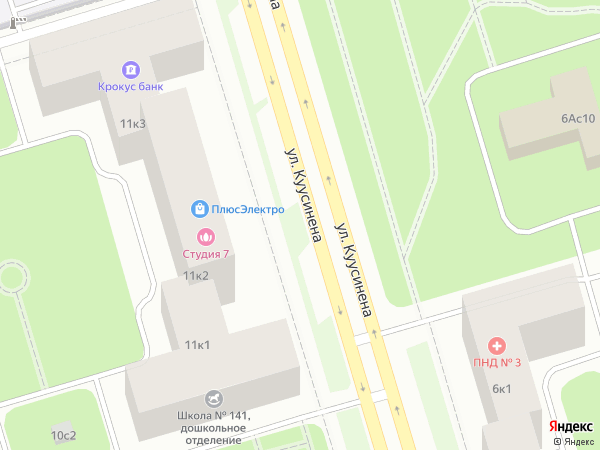 Крокус банк
11к3
6Ас10
ул. Куусинена
ПлюсЭлектро
Студия 7
11к2
ул. Куусинена
11к1
ПНД № 3
6к1
Школа № 141,
дошкольное
отделение
10с2
Яндекс
© Яндекс